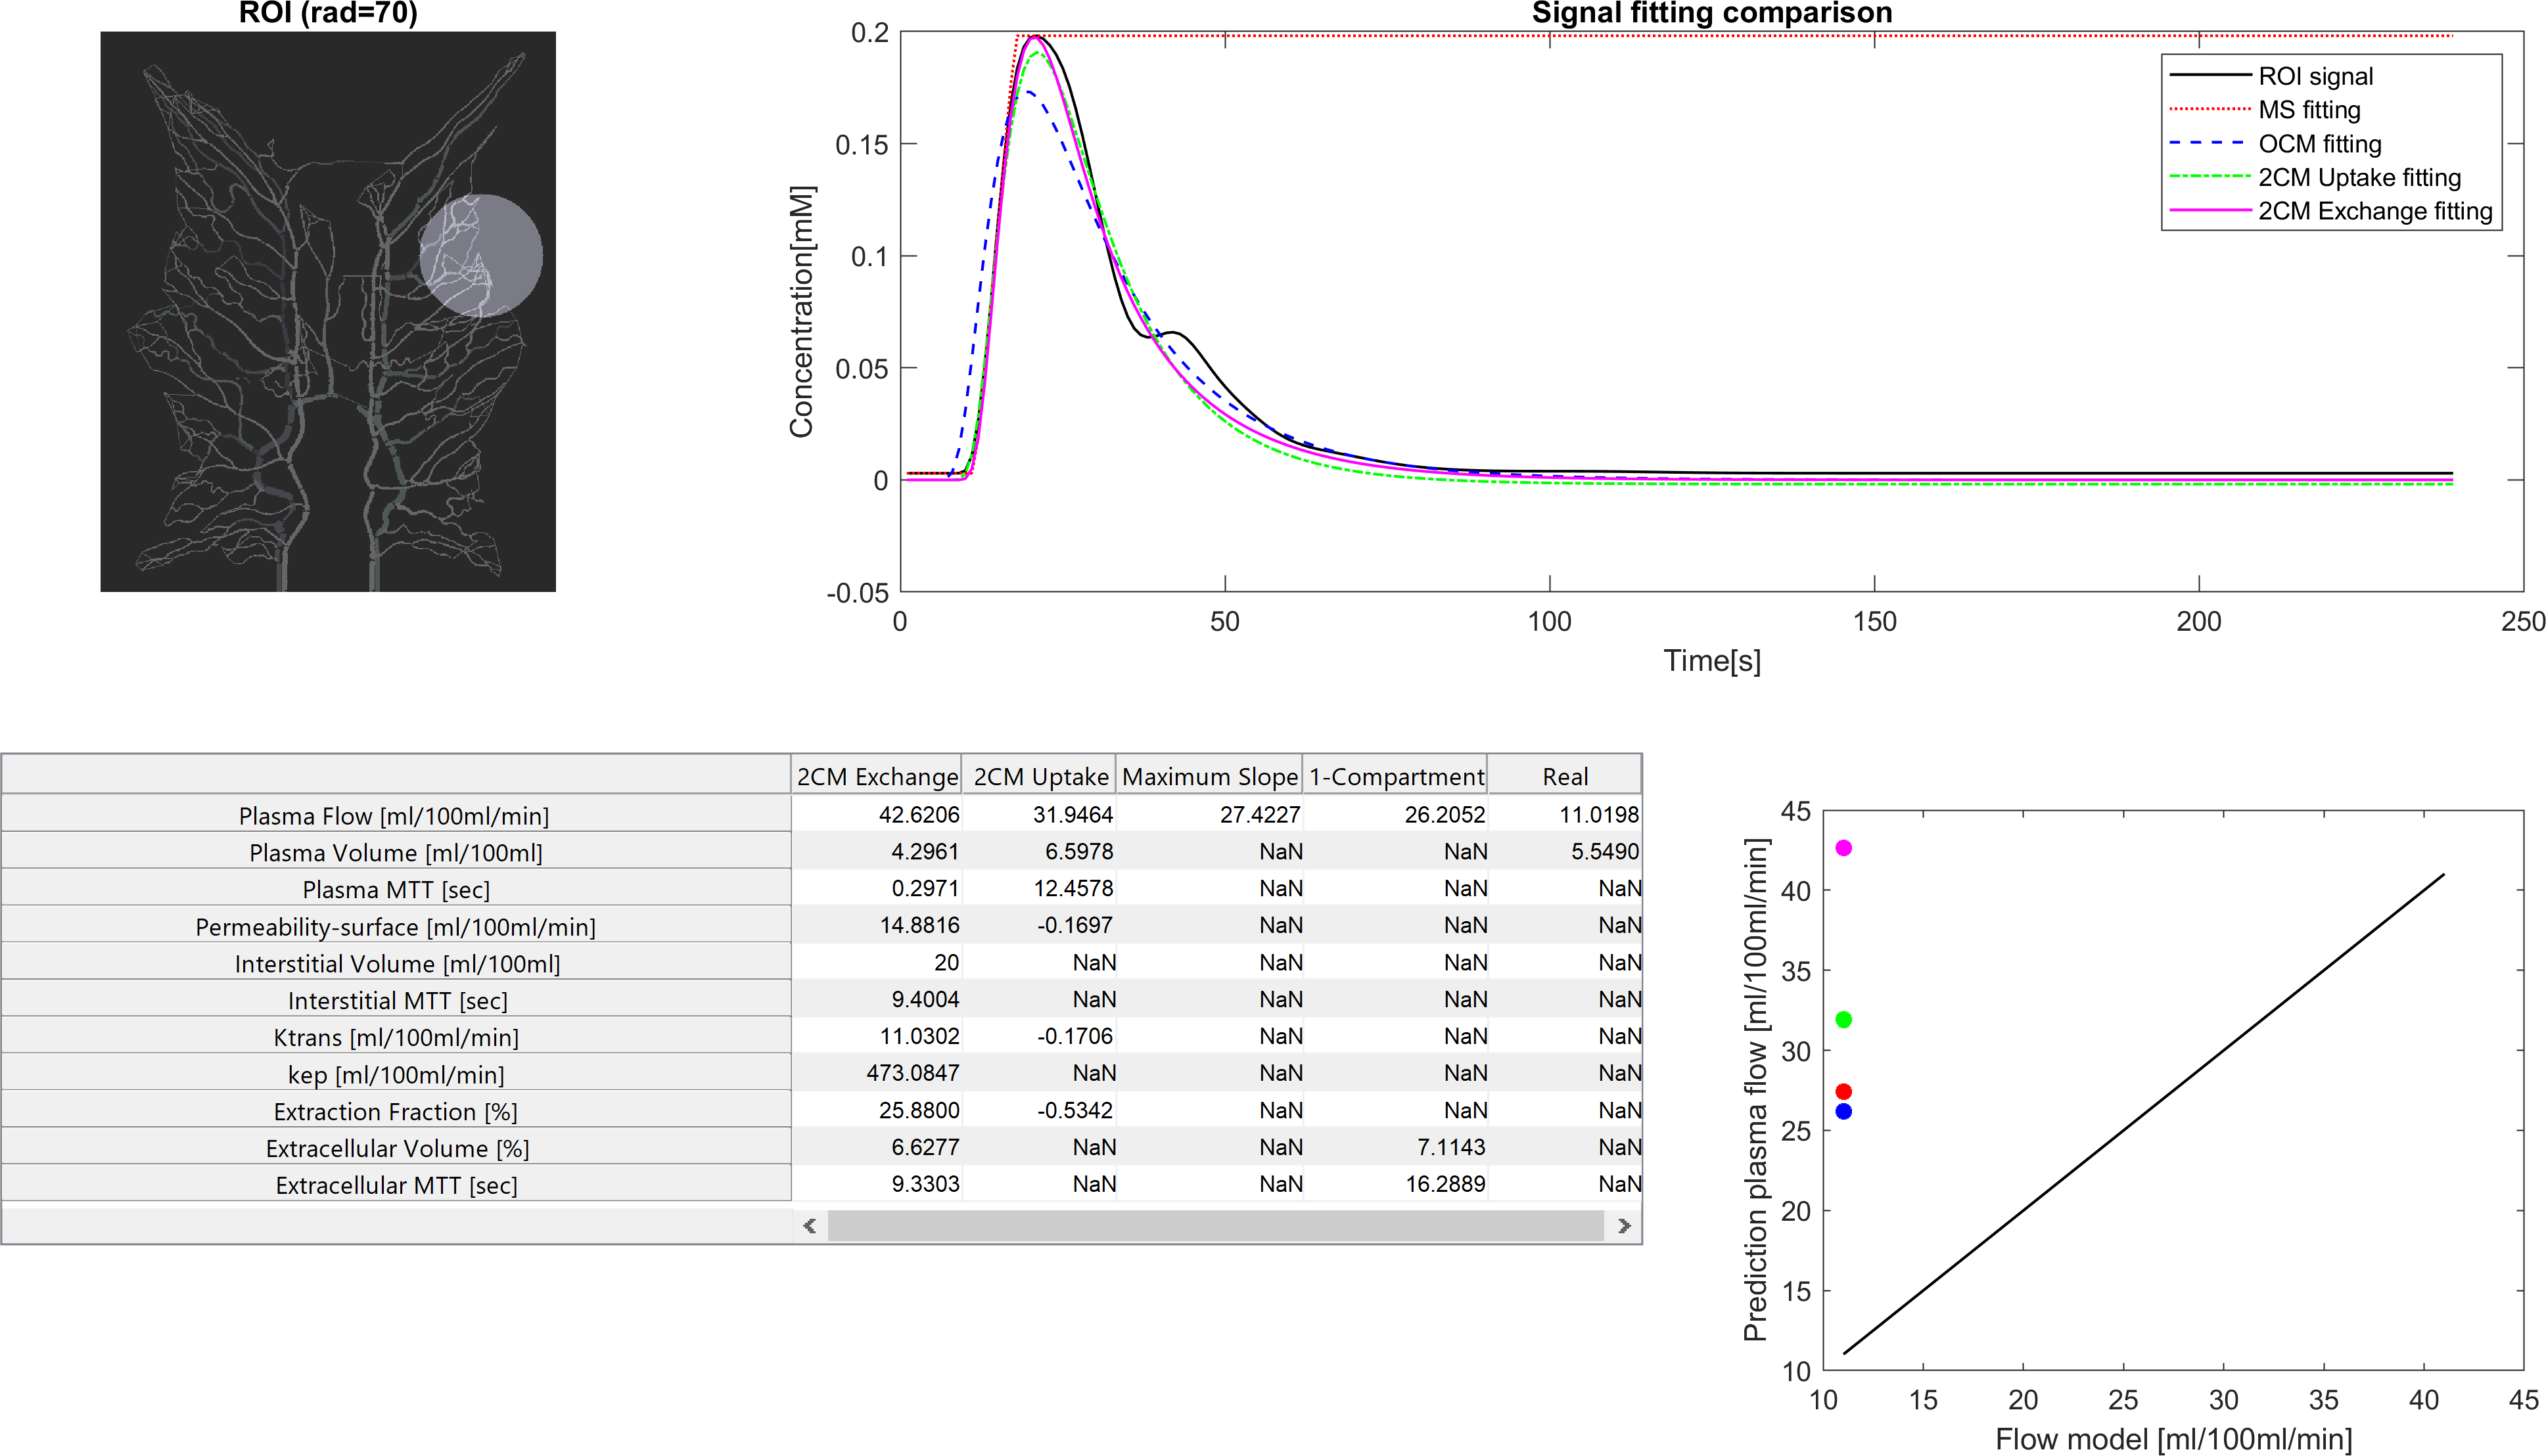 ROI (rad=70)
Signal fitting comparison
0.2
0.15
0.1
0.05
0
-0.05
Concentration[mM]
0 50 100 150 200 250
Time[s]
ROI signal
MS fitting
OCM fitting
2CM Uptake fitting
2CM Exchange fitting
2CM Exchange 2CM Uptake Maximum Slope 1-Compartment Real
Plasma Flow [ml/100ml/min] 42.6206 31.9464 27.4227 26.2052 11.0198
Plasma Volume [ml/100ml] 4.2961 6.5978 NaN NaN 5.5490
Plasma MTT [sec] 0.2971 12.4578 NaN NaN NaN
Permeability-surface [ml/100ml/min] 14.8816 -0.1697 NaN NaN NaN
Interstitial Volume [ml/100ml] 20 NaN NaN NaN NaN
Interstitial MTT [sec] 9.4004 NaN NaN NaN NaN
Ktrans [ml/100ml/min] 11.0302 -0.1706 NaN NaN NaN
kep [ml/100ml/min] 473.0847 NaN NaN NaN NaN
Extraction Fraction [%] 25.8800 -0.5342 NaN NaN NaN
Extracellular Volume [%] 6.6277 NaN NaN 7.1143 NaN
Extracellular MTT [sec] 9.3303 NaN NaN 16.2889 NaN
45
40
35
30
25
20
15
10
Prediction plasma flow [ml/100ml/min]
10 15 20 25 30 35 40 45
Flow model [ml/100ml/min]